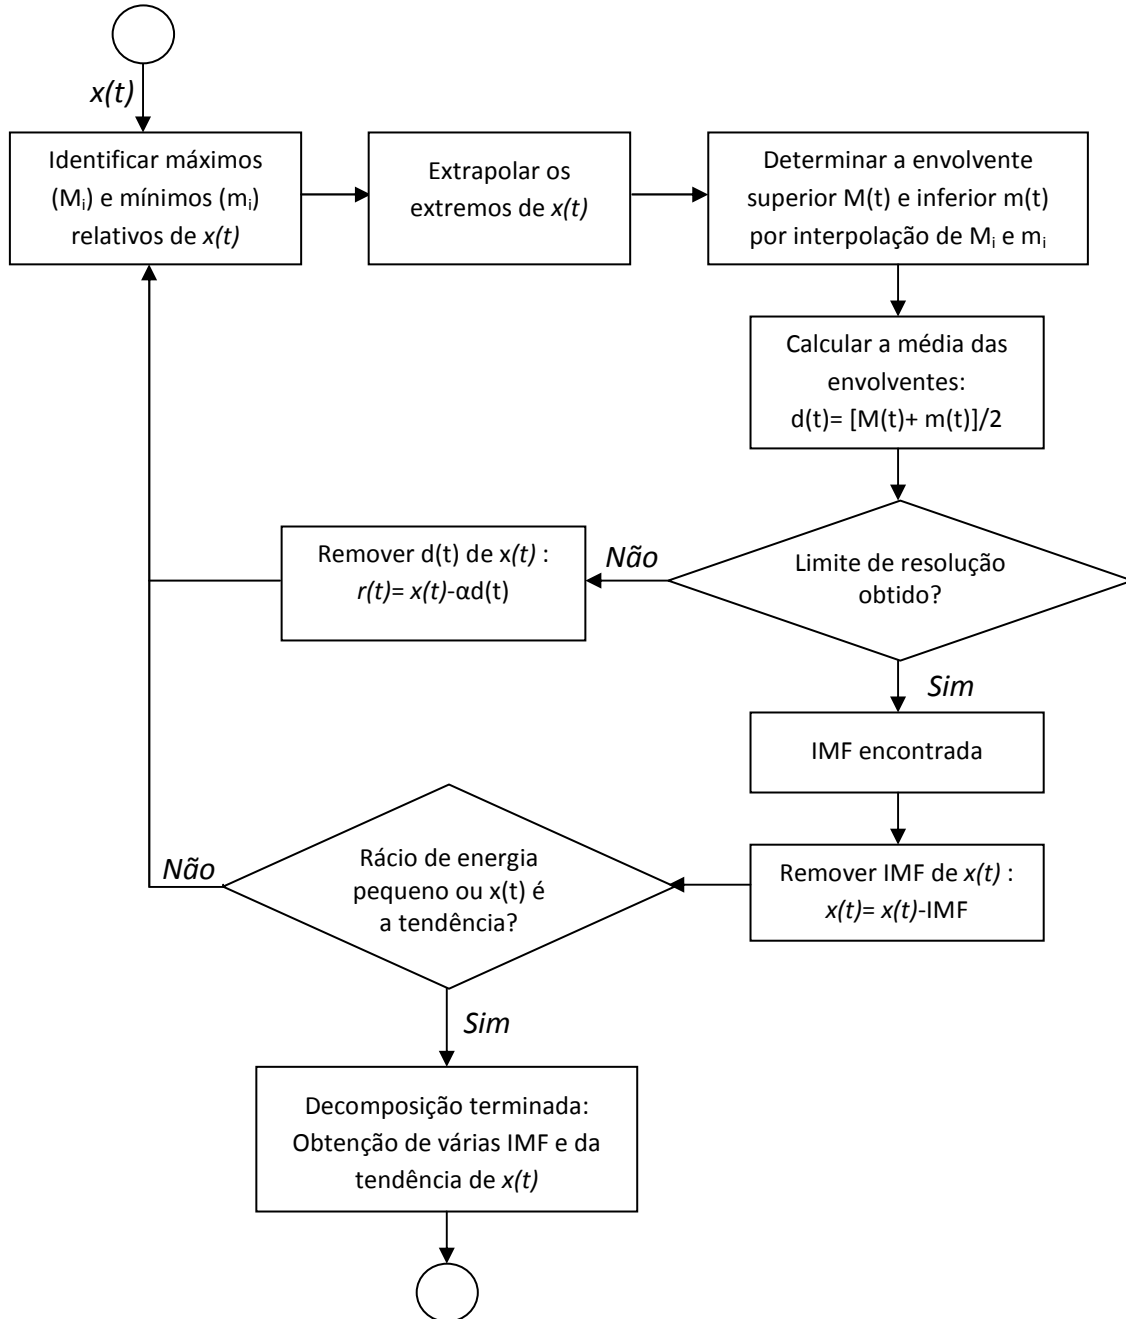 x(t)
Identificar máximos
(Mᵢ) e mínimos (mᵢ)
relativos de x(t)
Extrapolar os
extremos de x(t)
Determinar a envolvente
superior M(t) e inferior m(t)
por interpolação de Mᵢ e mᵢ
Calcular a média das
envolventes:
d(t)= [M(t)+ m(t)]/2
Limite de resolução
obtido?
Não
Remover d(t) de x(t) :
r(t)= x(t)-αd(t)
Sim
IMF encontrada
Remover IMF de x(t) :
x(t)= x(t)-IMF
Rácio de energia
pequeno ou x(t) é
a tendência?
Não
Sim
Decomposição terminada:
Obtenção de várias IMF e da
tendência de x(t)